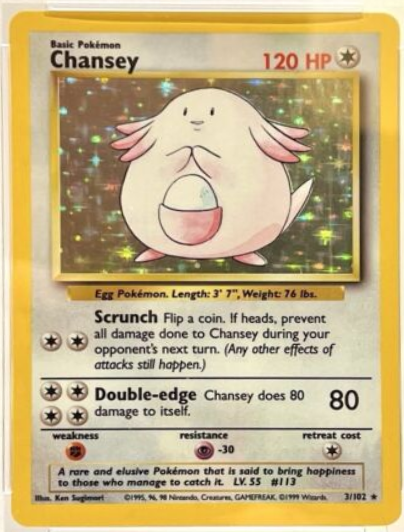 Basic Pokémon
Chansey 120 HP
Egg Pokémon. Length: 3' 7", Weight: 76 lbs.
Scrunch Flip a coin. If heads, prevent
all damage done to Chansey during your
opponent's next turn. (Any other effects of
attacks still happen.)
Double-edge Chansey does 80 80
damage to itself.
weakness resistance retreat cost
-30
A rare and elusive Pokémon that is said to bring happiness
to those who manage to catch it. LV. 55 #113
Illus. Ken Sugimori ©1995, 96, 98 Nintendo, Creatures, GAMEFREAK. ©1999 Wizards. 3/102 ★